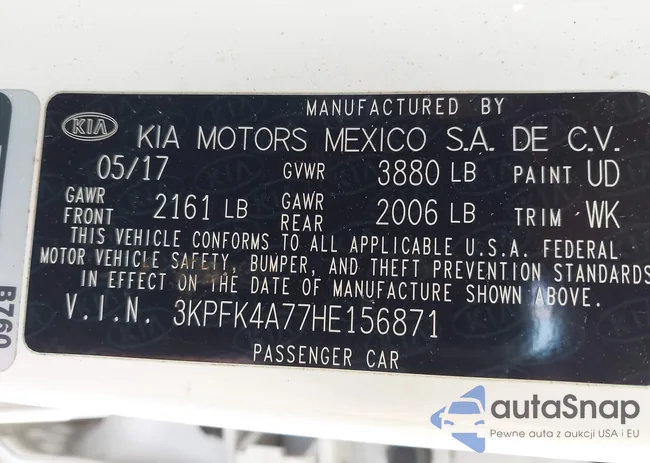 MANUFACTURED BY
KIA
KIA MOTORS MEXICO S.A. DE C.V.
05/17 GVWR 3880 LB PAINT UD
GAWR FRONT 2161 LB GAWR REAR 2006 LB TRIM WK
THIS VEHICLE CONFORMS TO ALL APPLICABLE U.S.A. FEDERAL
MOTOR VEHICLE SAFETY, BUMPER, AND THEFT PREVENTION STANDARDS
IN EFFECT ON THE DATE OF MANUFACTURE SHOWN ABOVE.
V.I.N. 3KPFK4A77HE156871
PASSENGER CAR
B760
autaSnap
Pewne auta z aukcji USA i EU